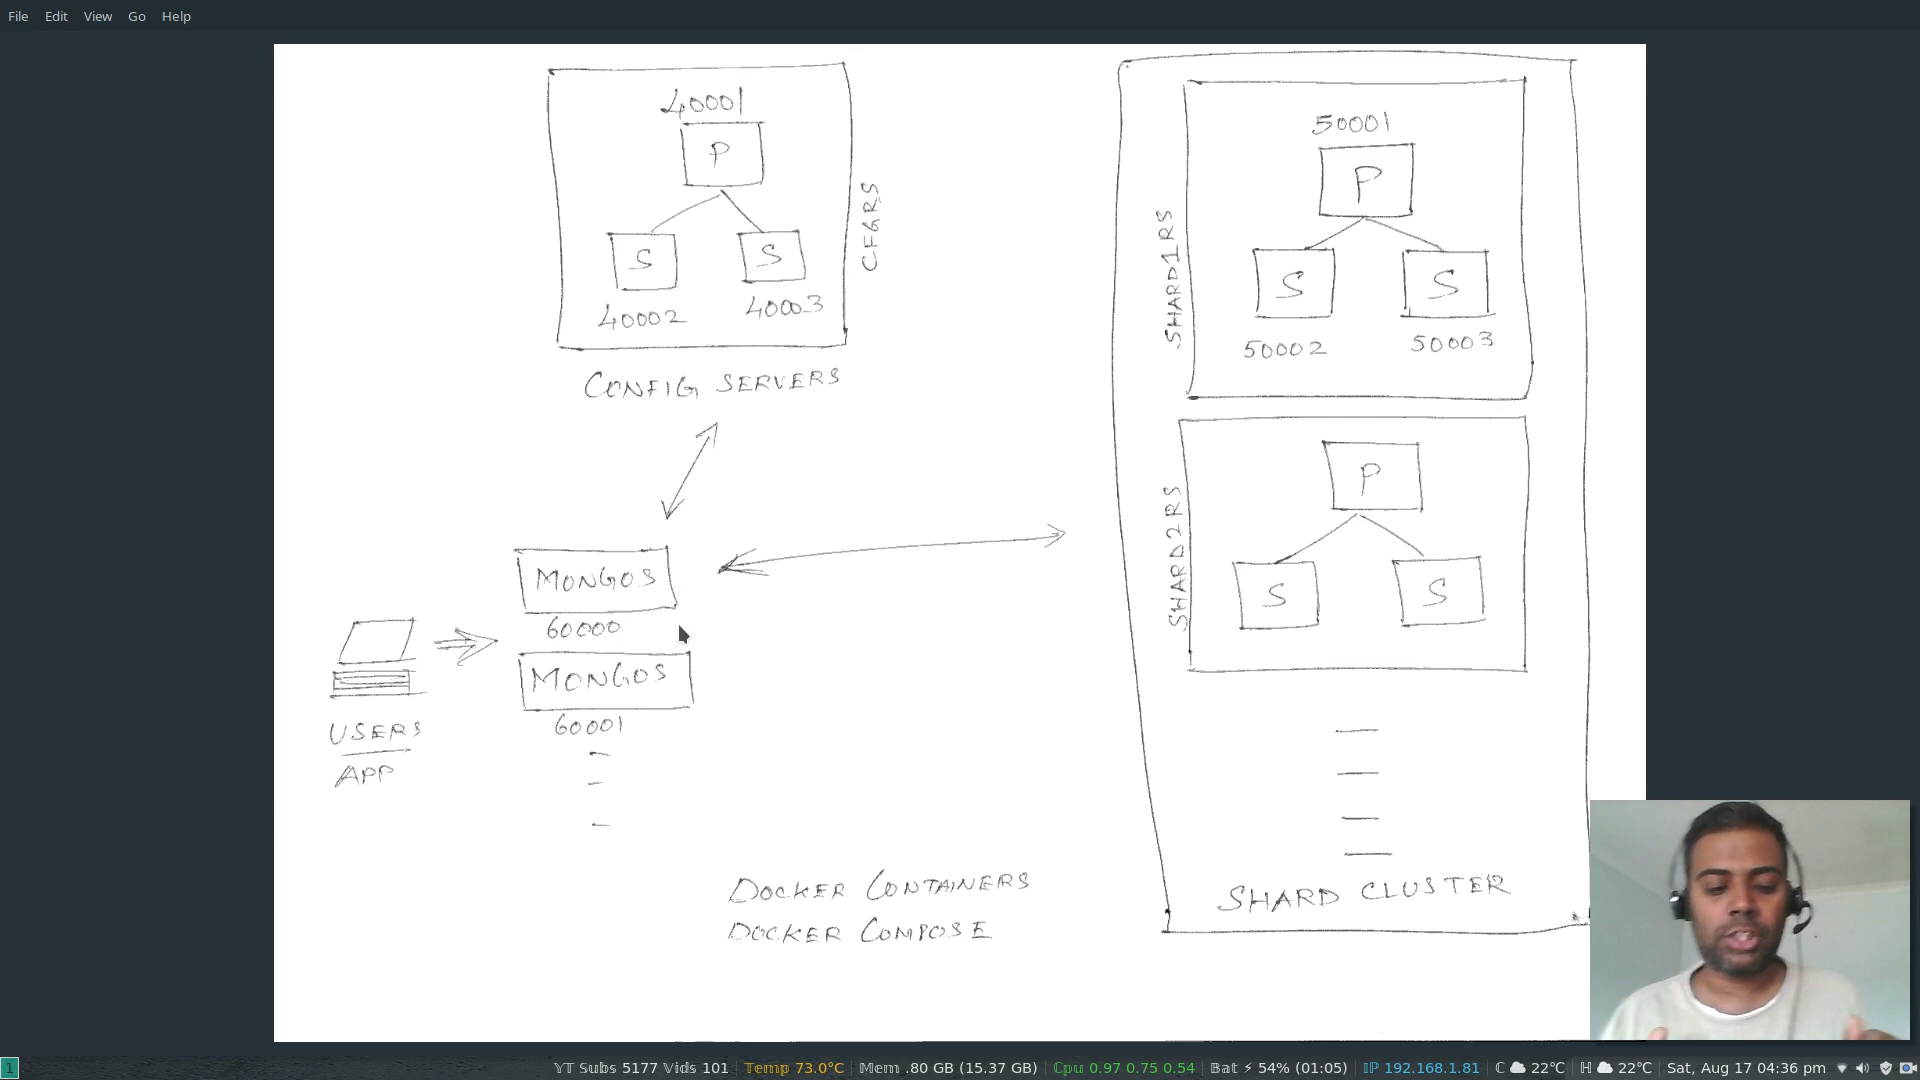 File Edit View Go Help
40001
P
S
S
40002
40003
CFGRS
CONFIG SERVERS
50001
P
S
S
50002
50003
SHARD1RS
P
S
S
SHARD2RS
SHARD CLUSTER
MONGOS
60000
MONGOS
60001
USERS
APP
DOCKER CONTAINERS
DOCKER COMPOSE
1 YT Subs 5177 Vids 101 Temp 73.0°C Mem .80 GB (15.37 GB) Cpu 0.97 0.75 0.54 Bat ⚡ 54% (01:05) IP 192.168.1.81 C 22°C H 22°C Sat, Aug 17 04:36 pm